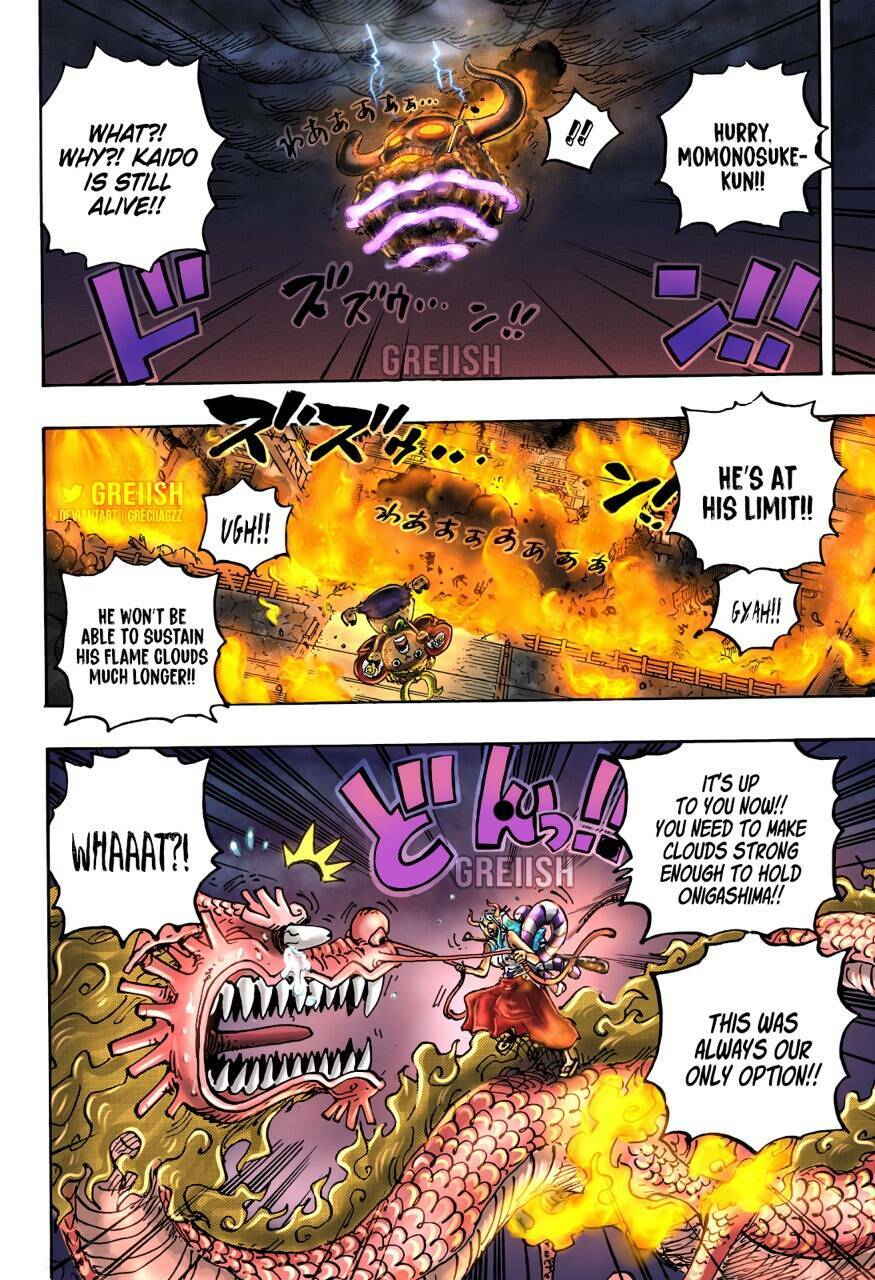 HURRY,
MOMONOSUKE-
KUN!!
!!
わあああああ…
WHAT?!
WHY?! KAIDO
IS STILL
ALIVE!!
ドン!!
ズズゥ… ン!!
GREIISH
HE'S AT
HIS LIMIT!!
GYAH!!
ズズゥ… ン!!
わああああああ
UGH!!
HE WON'T BE
ABLE TO SUSTAIN
HIS FLAME CLOUDS
MUCH LONGER!!
GREIISH
DEVIANTART | GRECIIAGZZ
IT'S UP
TO YOU NOW!!
YOU NEED TO MAKE
CLOUDS STRONG
ENOUGH TO HOLD
ONIGASHIMA!!
THIS WAS
ALWAYS OUR
ONLY OPTION!!
どんっ!!
GREIISH
WHAAAT?!